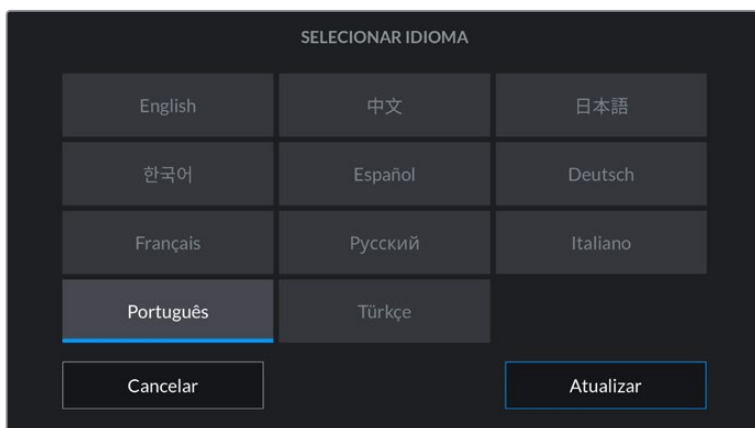 SELECIONAR IDIOMA
English 中文 日本語
한국어 Español Deutsch
Français Русский Italiano
Português Türkçe
Cancelar Atualizar